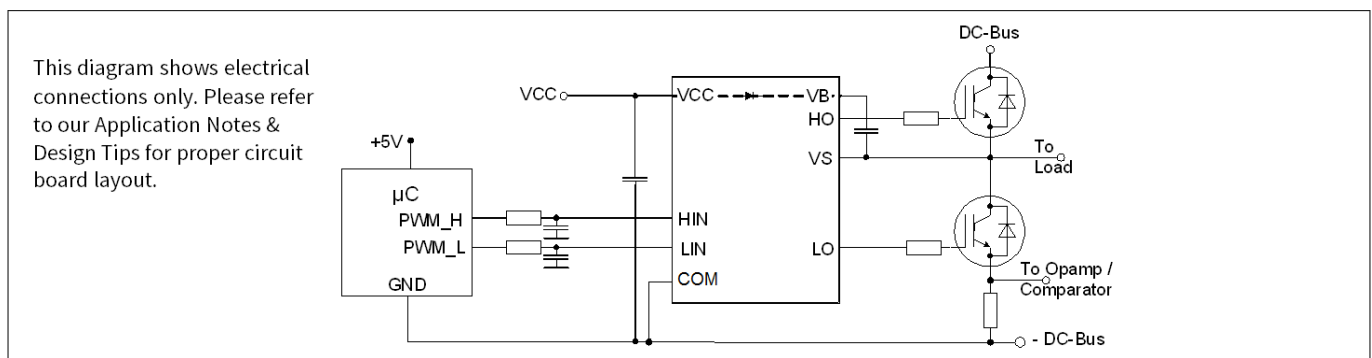 This diagram shows electrical
connections only. Please refer
to our Application Notes &
Design Tips for proper circuit
board layout.
DC-Bus
VCC
VCC
VB
HO
+5V
To
Load
VS
µC
PWM_H
HIN
PWM_L
LIN
LO
COM
To Opamp /
Comparator
GND
- DC-Bus